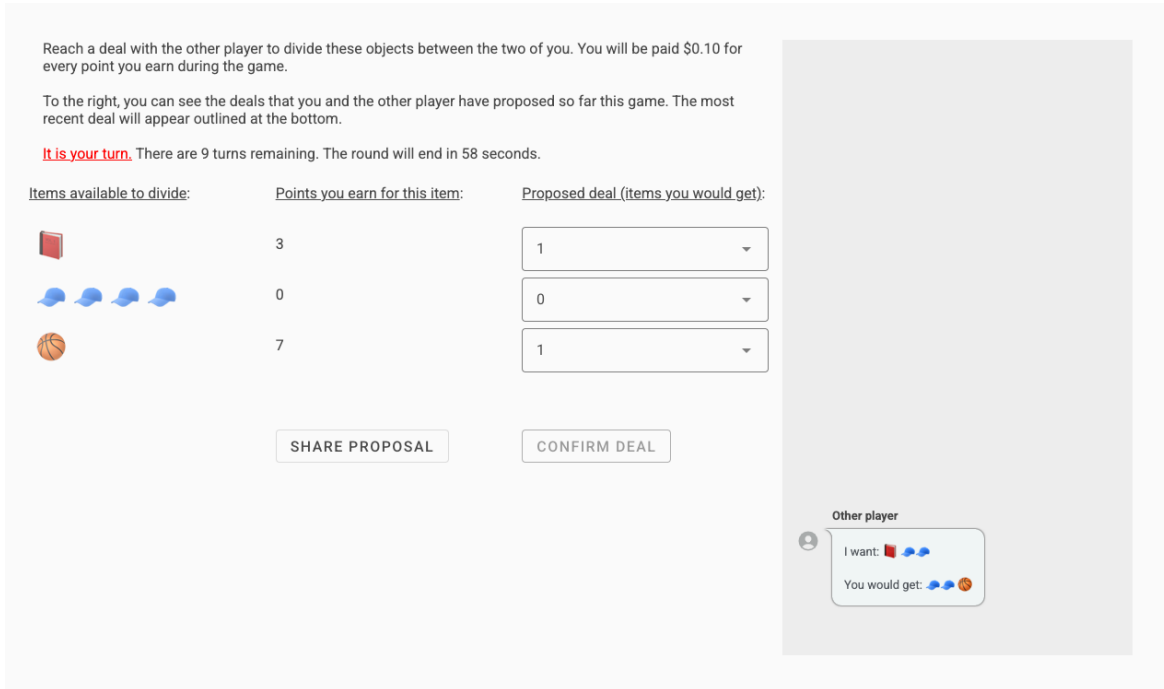 Reach a deal with the other player to divide these objects between the two of you. You will be paid $0.10 for
every point you earn during the game.
To the right, you can see the deals that you and the other player have proposed so far this game. The most
recent deal will appear outlined at the bottom.
It is your turn. There are 9 turns remaining. The round will end in 58 seconds.
Items available to divide: Points you earn for this item: Proposed deal (items you would get):
3 1
0 0
7 1
SHARE PROPOSAL CONFIRM DEAL
Other player
I want:
You would get: